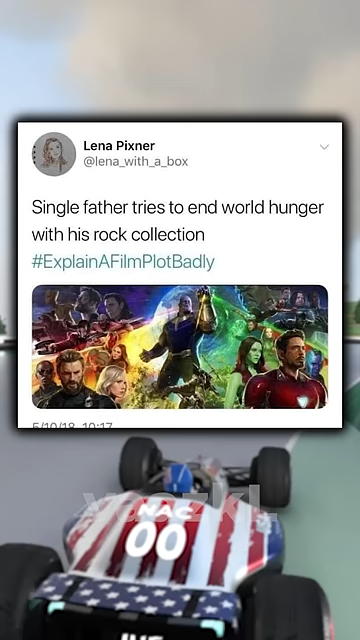 Lena Pixner
@lena_with_a_box
Single father tries to end world hunger
with his rock collection
#ExplainAFilmPlotBadly
5/10/18, 10:17
NAC
00